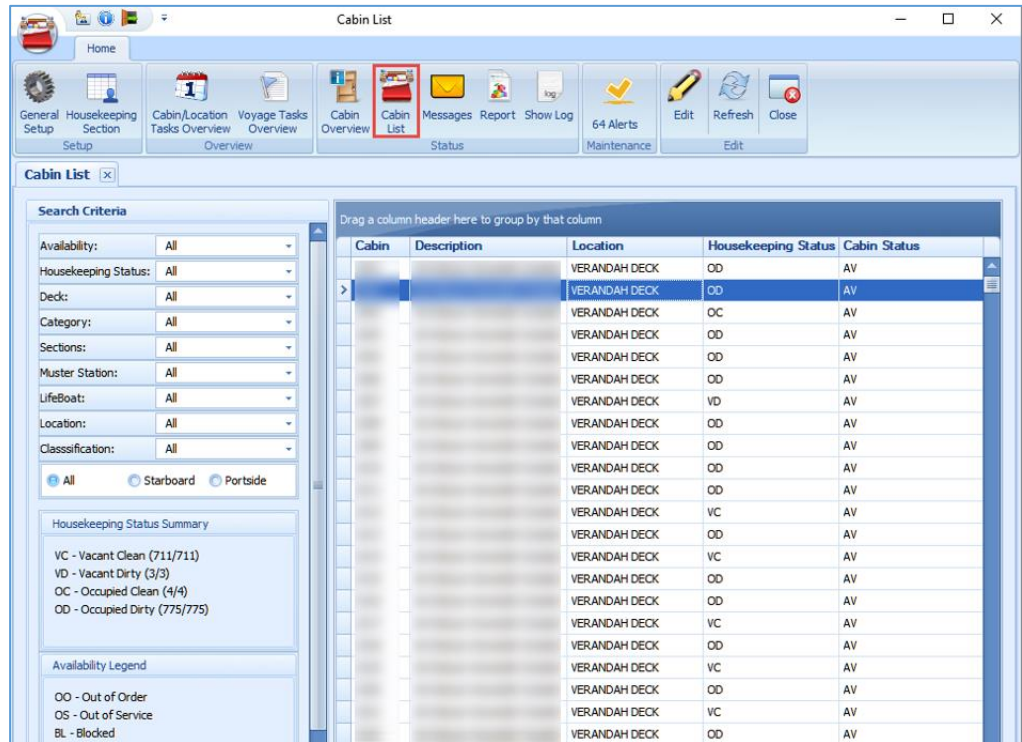 Cabin List
Home
General Setup
Housekeeping Section
Cabin/Location Tasks Overview
Voyage Tasks Overview
Cabin Overview
Cabin List
Messages
Report
log
Show Log
64 Alerts
Edit
Refresh
Close
Setup
Overview
Status
Maintenance
Edit
Cabin List
Search Criteria
Availability: All
Housekeeping Status: All
Deck: All
Category: All
Sections: All
Muster Station: All
LifeBoat: All
Location: All
Classsification: All
All Starboard Portside
Housekeeping Status Summary
VC - Vacant Clean (711/711)
VD - Vacant Dirty (3/3)
OC - Occupied Clean (4/4)
OD - Occupied Dirty (775/775)
Availability Legend
OO - Out of Order
OS - Out of Service
BL - Blocked
Drag a column header here to group by that column
Cabin Description Location Housekeeping Status Cabin Status
VERANDAH DECK OD AV
VERANDAH DECK OD AV
VERANDAH DECK OC AV
VERANDAH DECK OD AV
VERANDAH DECK OD AV
VERANDAH DECK OD AV
VERANDAH DECK VD AV
VERANDAH DECK OD AV
VERANDAH DECK OD AV
VERANDAH DECK OD AV
VERANDAH DECK OD AV
VERANDAH DECK VC AV
VERANDAH DECK OD AV
VERANDAH DECK VC AV
VERANDAH DECK OD AV
VERANDAH DECK OD AV
VERANDAH DECK VC AV
VERANDAH DECK OD AV
VERANDAH DECK VC AV
VERANDAH DECK OD AV
VERANDAH DECK VC AV
VERANDAH DECK OD AV